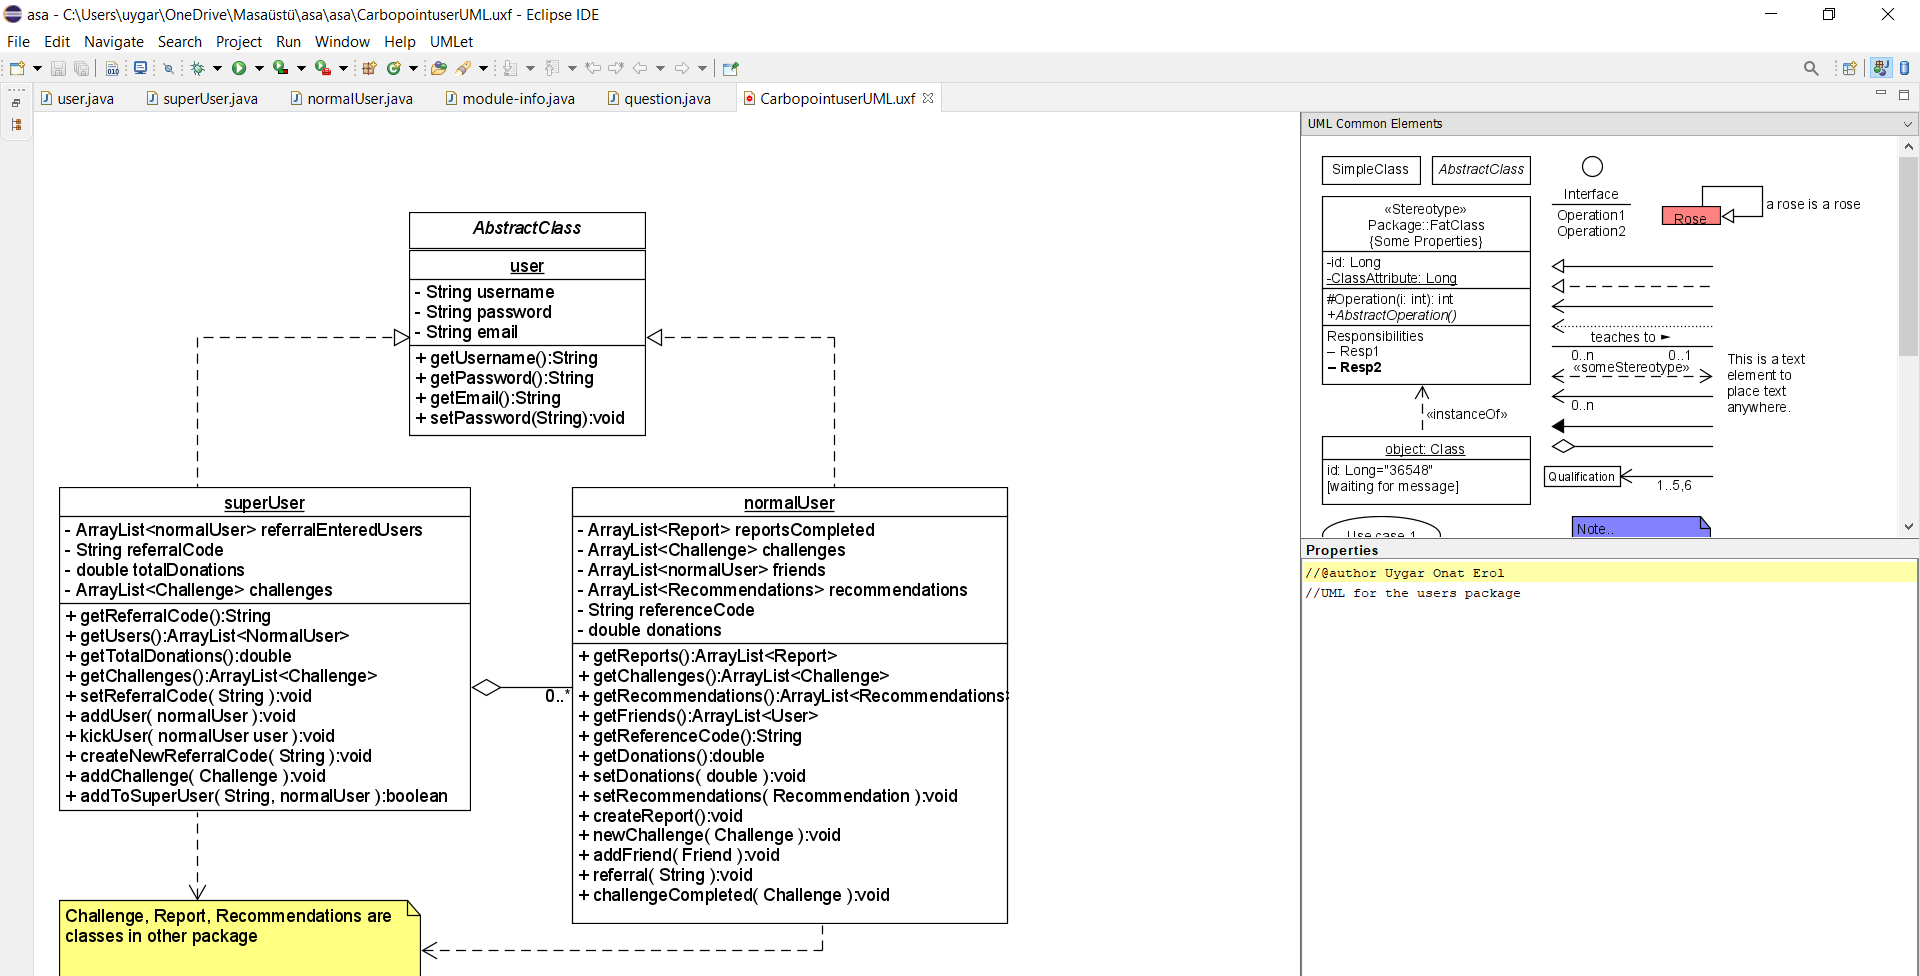 asa - C:\Users\uygar\OneDrive\Masaüstü\asa\asa\CarbopointuserUML.uxf - Eclipse IDE
File Edit Navigate Search Project Run Window Help UMLet
user.java superUser.java normalUser.java module-info.java question.java CarbopointuserUML.uxf
AbstractClass
user
- String username
- String password
- String email
+ getUsername():String
+ getPassword():String
+ getEmail():String
+ setPassword(String):void
superUser
- ArrayList<normalUser> referralEnteredUsers
- String referralCode
- double totalDonations
- ArrayList<Challenge> challenges
+ getReferralCode():String
+ getUsers():ArrayList<NormalUser>
+ getTotalDonations():double
+ getChallenges():ArrayList<Challenge>
+ setReferralCode( String ):void
+ addUser( normalUser ):void
+ kickUser( normalUser user ):void
+ createNewReferralCode( String ):void
+ addChallenge( Challenge ):void
+ addToSuperUser( String, normalUser ):boolean
0..*
normalUser
- ArrayList<Report> reportsCompleted
- ArrayList<Challenge> challenges
- ArrayList<normalUser> friends
- ArrayList<Recommendations> recommendations
- String referenceCode
- double donations
+ getReports():ArrayList<Report>
+ getChallenges():ArrayList<Challenge>
+ getRecommendations():ArrayList<Recommendations>
+ getFriends():ArrayList<User>
+ getReferenceCode():String
+ getDonations():double
+ setDonations( double ):void
+ setRecommendations( Recommendation ):void
+ createReport():void
+ newChallenge( Challenge ):void
+ addFriend( Friend ):void
+ referral( String ):void
+ challengeCompleted( Challenge ):void
Challenge, Report, Recommendations are
classes in other package
UML Common Elements
SimpleClass
AbstractClass
«Stereotype»
Package::FatClass
{Some Properties}
-id: Long
-ClassAttribute: Long
#Operation(i: int): int
+AbstractOperation()
Responsibilities
– Resp1
– Resp2
«instanceOf»
object: Class
id: Long="36548"
[waiting for message]
Use case 1
Interface
Operation1
Operation2
Rose
a rose is a rose
teaches to ►
0..n 0..1
«someStereotype»
0..n
This is a text
element to
place text
anywhere.
Qualification
1..5,6
Note..
Properties
//@author Uygar Onat Erol
//UML for the users package